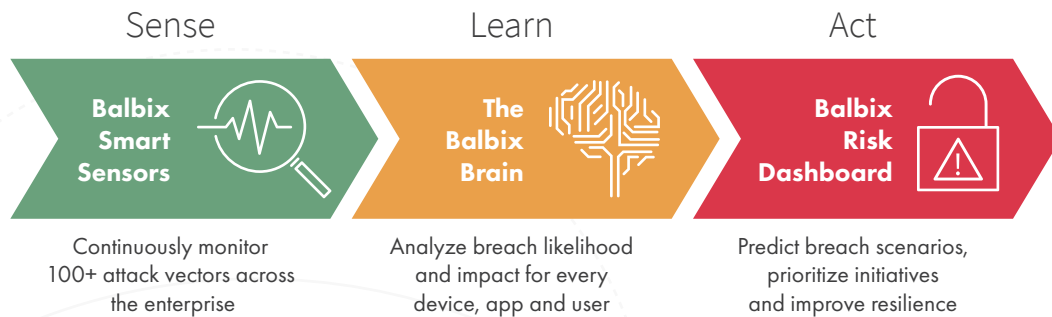 Sense
Balbix
Smart
Sensors
Continuously monitor
100+ attack vectors across
the enterprise
Learn
The
Balbix
Brain
Analyze breach likelihood
and impact for every
device, app and user
Act
Balbix
Risk
Dashboard
Predict breach scenarios,
prioritize initiatives
and improve resilience